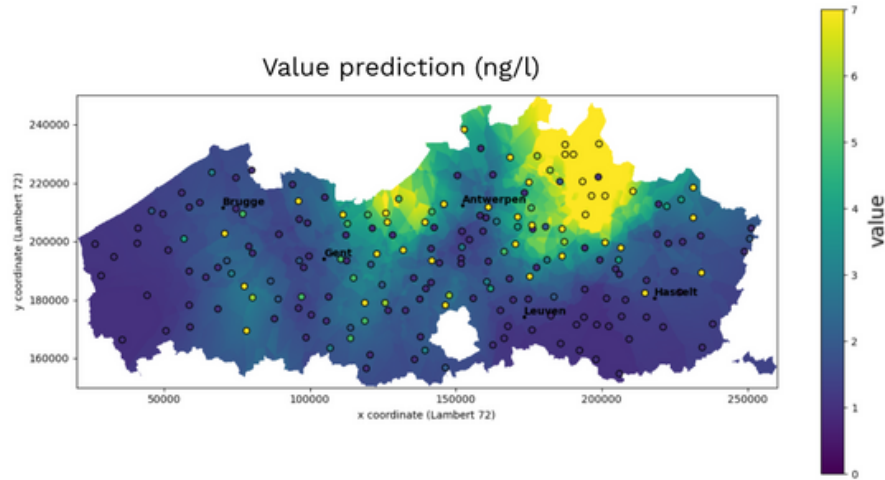 Value prediction (ng/l)
7
6
5
4
3
2
1
0
value
240000
220000
200000
180000
160000
y coordinate (Lambert 72)
Brugge
Antwerpen
Gent
Hasselt
Leuven
50000 100000 150000 200000 250000
x coordinate (Lambert 72)